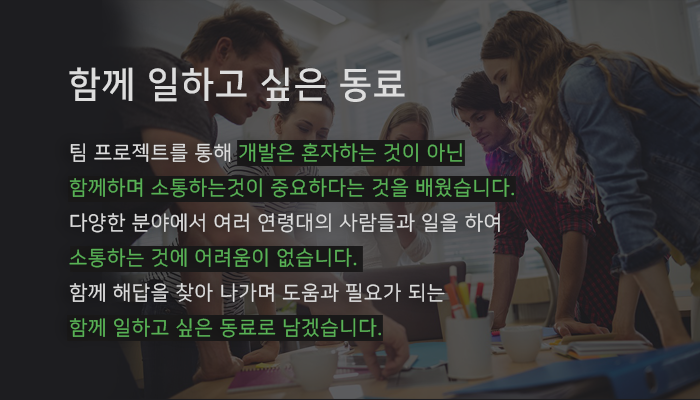 함께 일하고 싶은 동료
팀 프로젝트를 통해 개발은 혼자하는 것이 아닌
함께하며 소통하는것이 중요하다는 것을 배웠습니다.
다양한 분야에서 여러 연령대의 사람들과 일을 하여
소통하는 것에 어려움이 없습니다.
함께 해답을 찾아 나가며 도움과 필요가 되는
함께 일하고 싶은 동료로 남겠습니다.